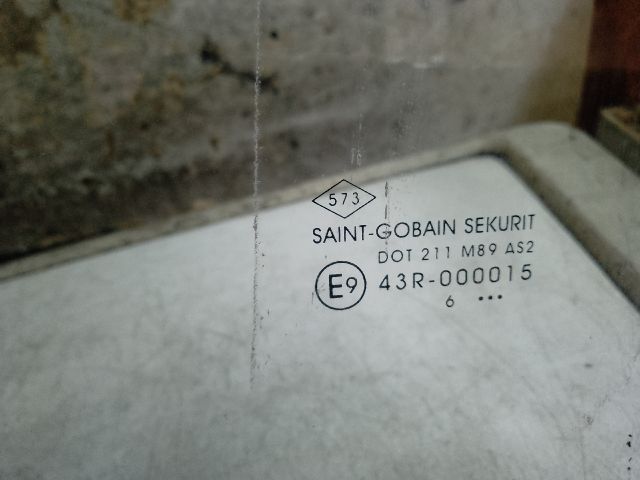 573
SAINT-GOBAIN SEKURIT
DOT 211 M89 AS2
E9 43R-000015
6 •••